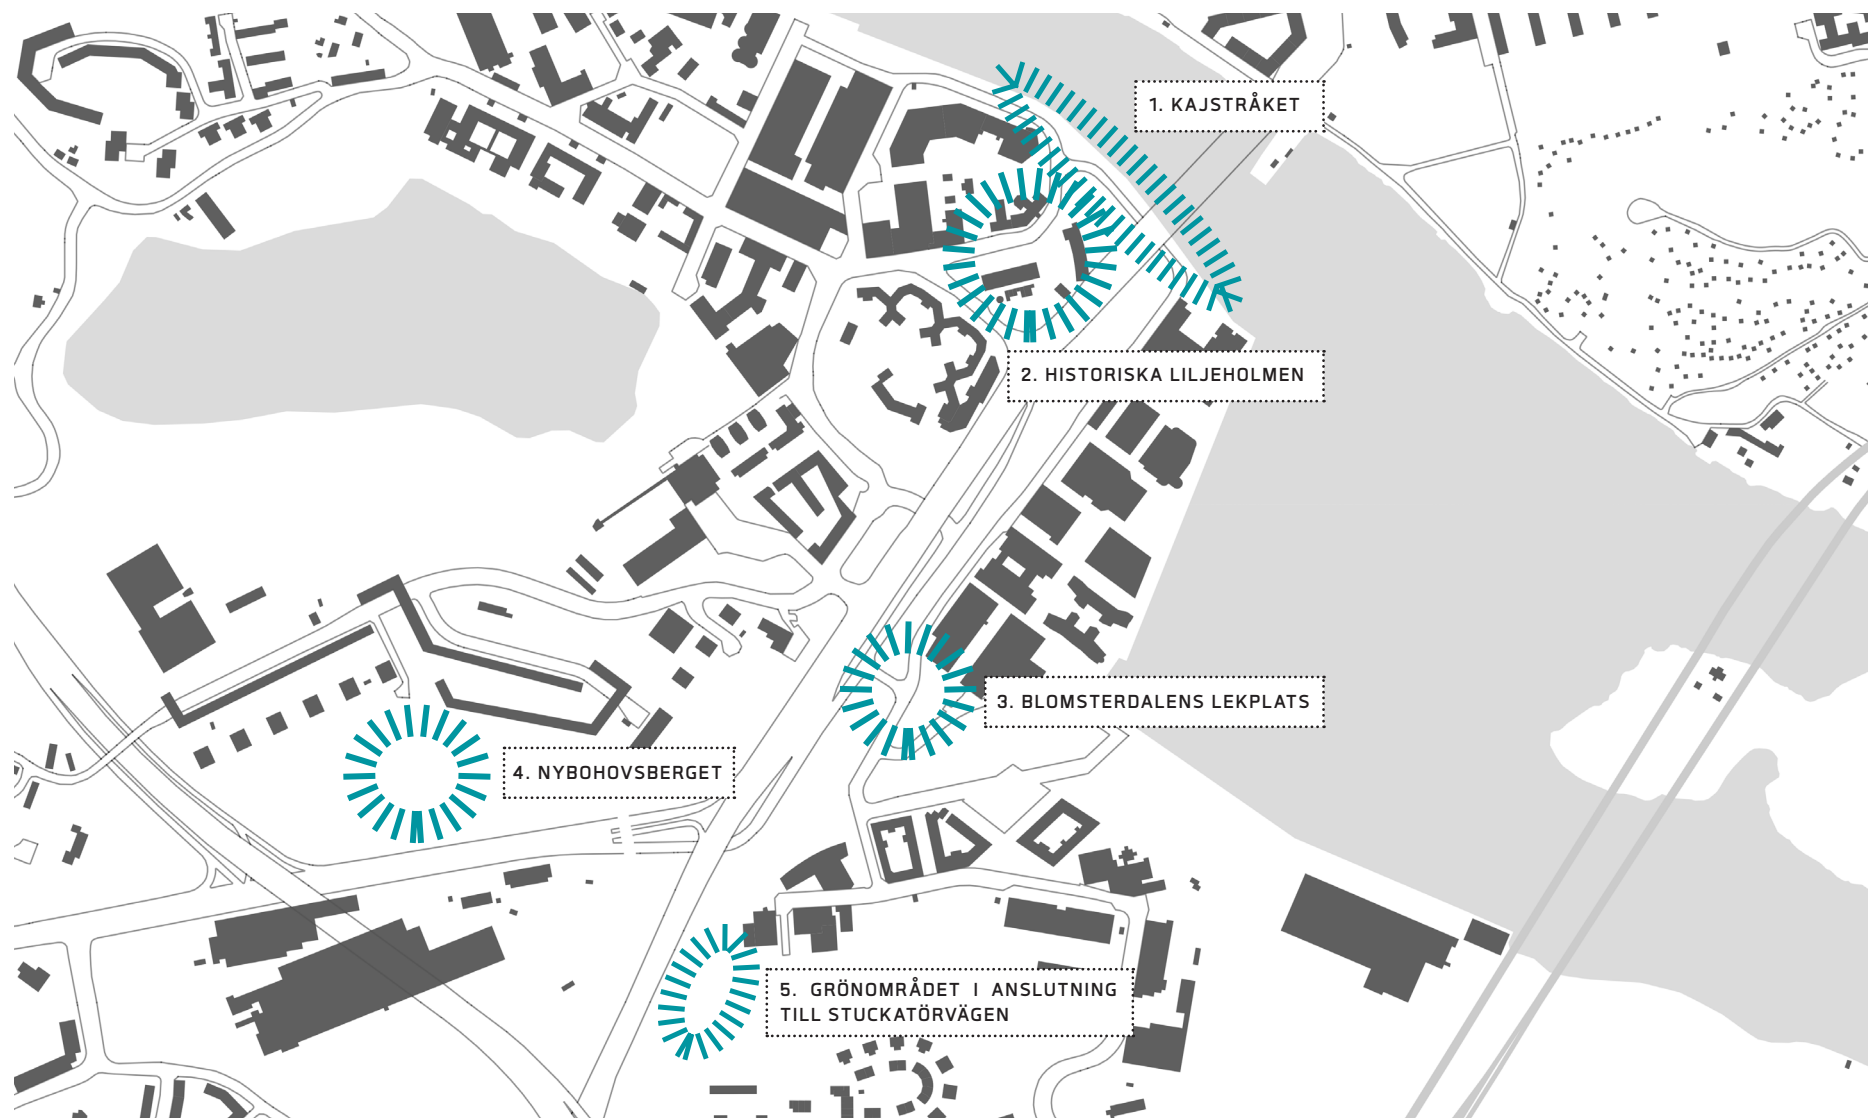 1. KAJSTRÅKET
2. HISTORISKA LILJEHOLMEN
3. BLOMSTERDALENS LEKPLATS
4. NYBOHOVSBERGET
5. GRÖNOMRÅDET I ANSLUTNING
TILL STUCKATÖRVÄGEN